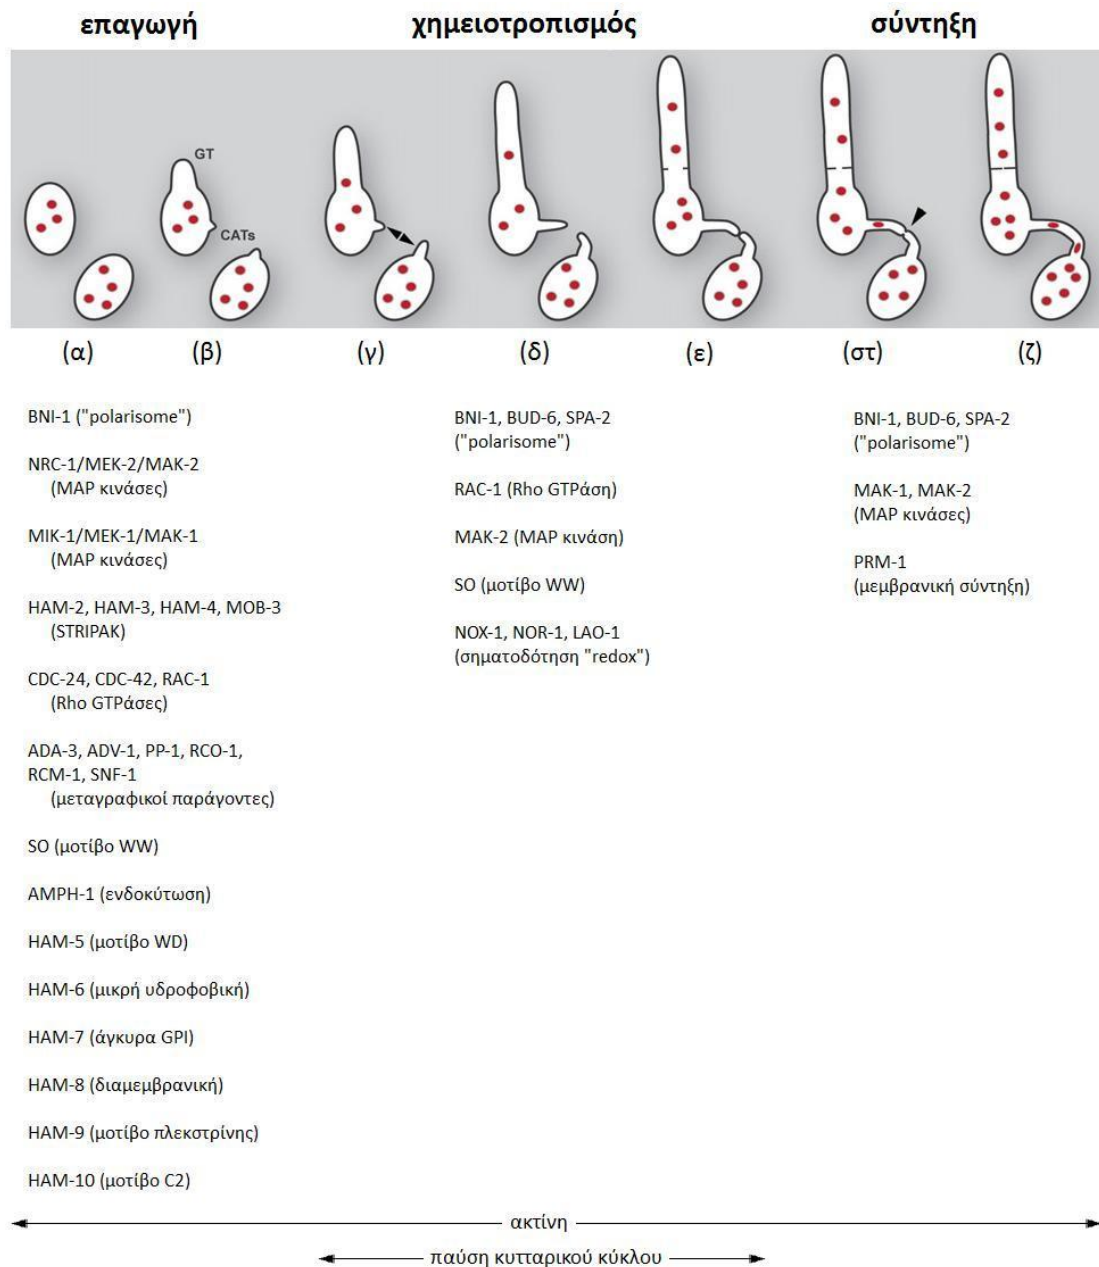 επαγωγή χημειοτροπισμός σύντηξη
GT
CATs
(α) (β) (γ) (δ) (ε) (στ) (ζ)
BNI-1 ("polarisome")
NRC-1/MEK-2/MAK-2
(MAP κινάσες)
MIK-1/MEK-1/MAK-1
(MAP κινάσες)
HAM-2, HAM-3, HAM-4, MOB-3
(STRIPAK)
CDC-24, CDC-42, RAC-1
(Rho GTPάσες)
ADA-3, ADV-1, PP-1, RCO-1,
RCM-1, SNF-1
(μεταγραφικοί παράγοντες)
SO (μοτίβο WW)
AMPH-1 (ενδοκύτωση)
HAM-5 (μοτίβο WD)
HAM-6 (μικρή υδροφοβική)
HAM-7 (άγκυρα GPI)
HAM-8 (διαμεμβρανική)
HAM-9 (μοτίβο πλεκστρίνης)
HAM-10 (μοτίβο C2)
BNI-1, BUD-6, SPA-2
("polarisome")
RAC-1 (Rho GTPάση)
MAK-2 (MAP κινάση)
SO (μοτίβο WW)
NOX-1, NOR-1, LAO-1
(σηματοδότηση "redox")
BNI-1, BUD-6, SPA-2
("polarisome")
MAK-1, MAK-2
(MAP κινάσες)
PRM-1
(μεμβρανική σύντηξη)
ακτίνη
παύση κυτταρικού κύκλου